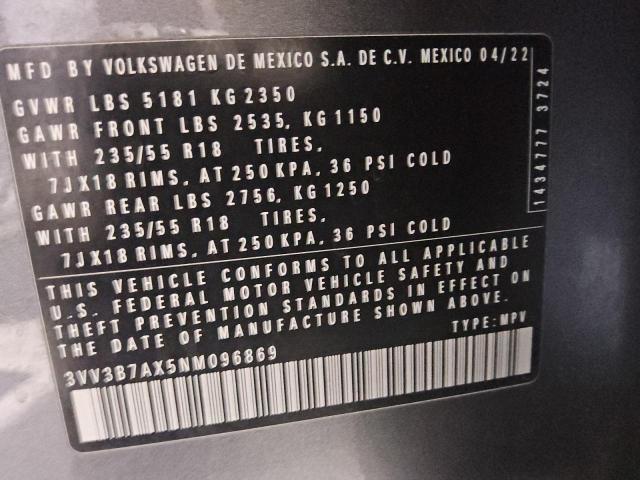 MFD BY VOLKSWAGEN DE MEXICO S.A. DE C.V. MEXICO 04/22
GVWR LBS 5181 KG 2350
GAWR FRONT LBS 2535, KG 1150
WITH 235/55 R18 TIRES,
7JX18 RIMS, AT 250 KPA, 36 PSI COLD
GAWR REAR LBS 2756, KG 1250
WITH 235/55 R18 TIRES,
7JX18 RIMS, AT 250 KPA, 36 PSI COLD
1434777 3724
THIS VEHICLE CONFORMS TO ALL APPLICABLE
U.S. FEDERAL MOTOR VEHICLE SAFETY AND
THEFT PREVENTION STANDARDS IN EFFECT ON
THE DATE OF MANUFACTURE SHOWN ABOVE.
TYPE: MPV
3VV3B7AX5NM096869